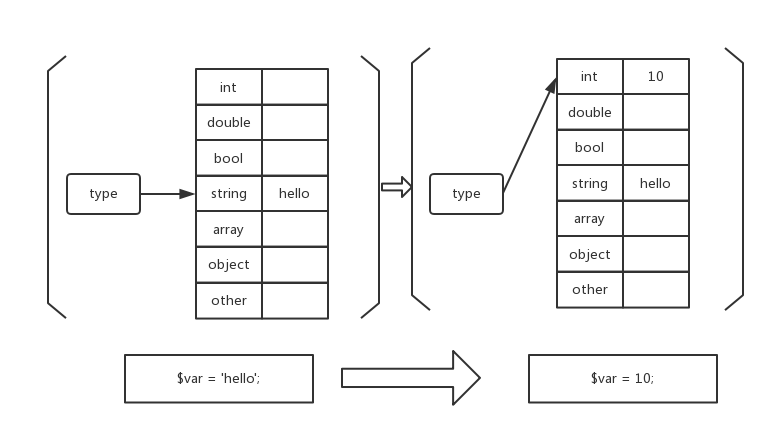 int
double
bool
type
string hello
array
object
other
int 10
double
bool
type
string hello
array
object
other
$var = 'hello';
$var = 10;